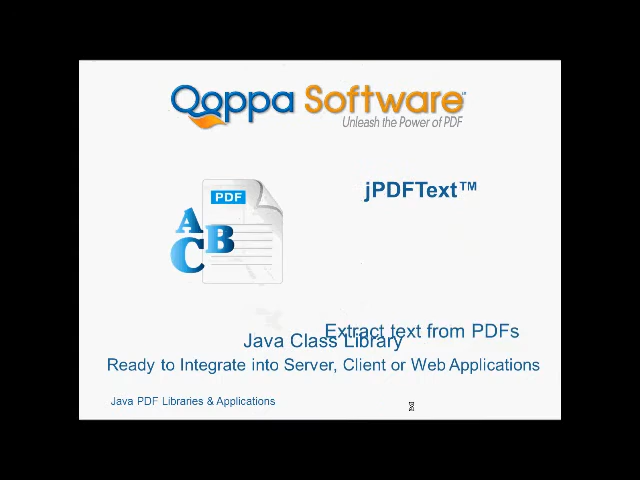 Qoppa Software
Unleash the Power of PDF
jPDFText™
PDF
A
B
C
Extract text from PDFs
Java Class Library
Ready to Integrate into Server, Client or Web Applications
Java PDF Libraries & Applications